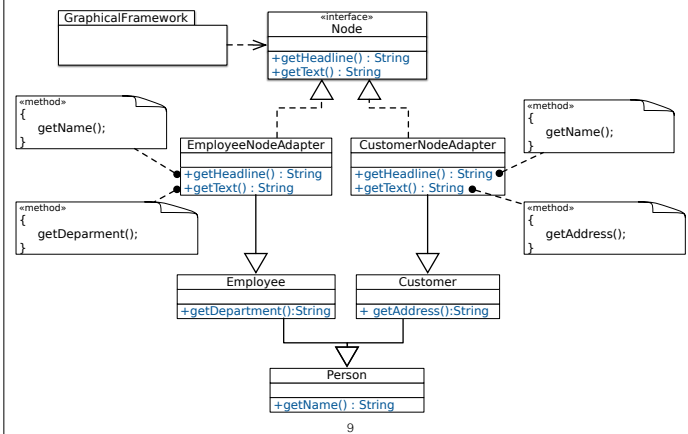 GraphicalFramework
«interface»
Node
+getHeadline() : String
+getText() : String
«method»
{
getName();
}
EmployeeNodeAdapter
+getHeadline() : String
+getText() : String
CustomerNodeAdapter
+getHeadline() : String
+getText() : String
«method»
{
getName();
}
«method»
{
getDeparment();
}
«method»
{
getAddress();
}
Employee
+getDepartment():String
Customer
+ getAddress():String
Person
+getName() : String
9